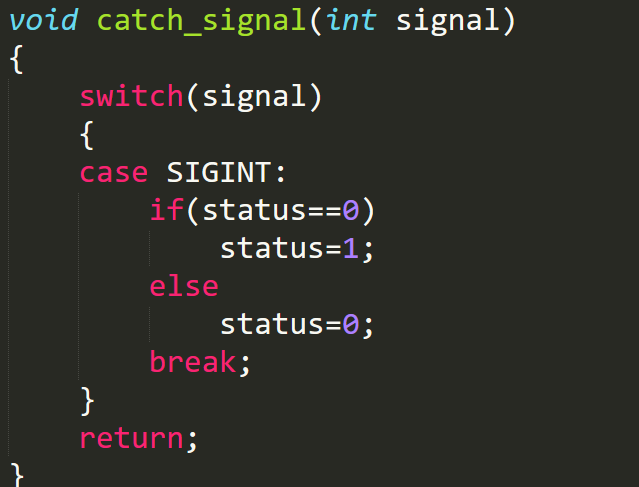 void catch_signal(int signal)
{
    switch(signal)
    {
    case SIGINT:
        if(status==0)
            status=1;
        else
            status=0;
        break;
    }
    return;
}